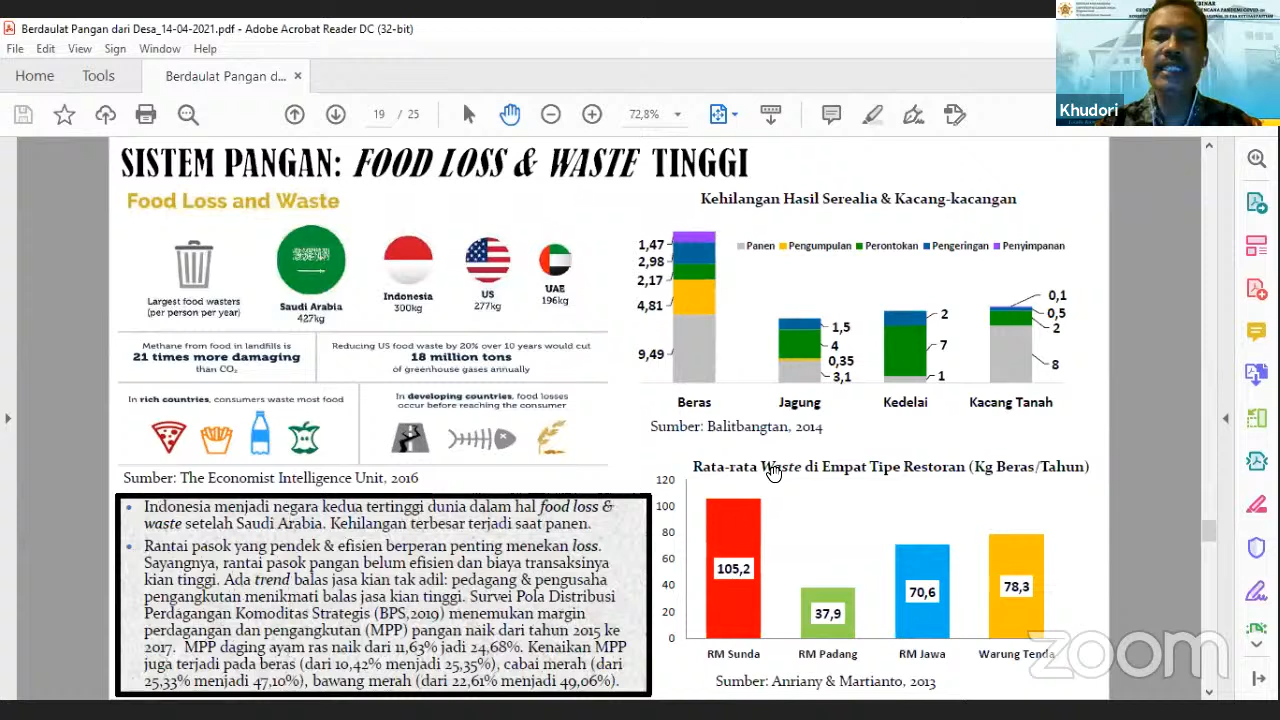 Berdaulat Pangan dari Desa_14-04-2021.pdf - Adobe Acrobat Reader DC (32-bit)
File Edit View Sign Window Help
Home Tools Berdaulat Pangan d... ×
19 / 25 72,8%
Khudori
SISTEM PANGAN: FOOD LOSS & WASTE TINGGI
Food Loss and Waste
Largest food wasters
(per person per year)
Saudi Arabia
427kg
Indonesia
300kg
US
277kg
UAE
196kg
Methane from food in landfills is
21 times more damaging
than CO₂
Reducing US food waste by 20% over 10 years would cut
18 million tons
of greenhouse gases annually
In rich countries, consumers waste most food
In developing countries, food losses
occur before reaching the consumer
Sumber: The Economist Intelligence Unit, 2016
Kehilangan Hasil Serealia & Kacang-kacangan
Panen Pengumpulan Perontokan Pengeringan Penyimpanan
1,47
2,98
2,17
4,81
9,49
1,5
4
0,35
3,1
2
7
1
0,1
0,5
2
8
Beras Jagung Kedelai Kacang Tanah
Sumber: Balitbangtan, 2014
Rata-rata Waste di Empat Tipe Restoran (Kg Beras/Tahun)
120
100
80
60
40
20
0
105,2
37,9
70,6
78,3
RM Sunda RM Padang RM Jawa Warung Tenda
Sumber: Anriany & Martianto, 2013
• Indonesia menjadi negara kedua tertinggi dunia dalam hal food loss &
waste setelah Saudi Arabia. Kehilangan terbesar terjadi saat panen.
• Rantai pasok yang pendek & efisien berperan penting menekan loss.
Sayangnya, rantai pasok pangan belum efisien dan biaya transaksinya
kian tinggi. Ada trend balas jasa kian tak adil: pedagang & pengusaha
pengangkutan menikmati balas jasa kian tinggi. Survei Pola Distribusi
Perdagangan Komoditas Strategis (BPS,2019) menemukan margin
perdagangan dan pengangkutan (MPP) pangan naik dari tahun 2015 ke
2017. MPP daging ayam ras naik dari 11,63% jadi 24,68%. Kenaikan MPP
juga terjadi pada beras (dari 10,42% menjadi 25,35%), cabai merah (dari
25,33% menjadi 47,10%), bawang merah (dari 22,61% menjadi 49,06%).
zoom